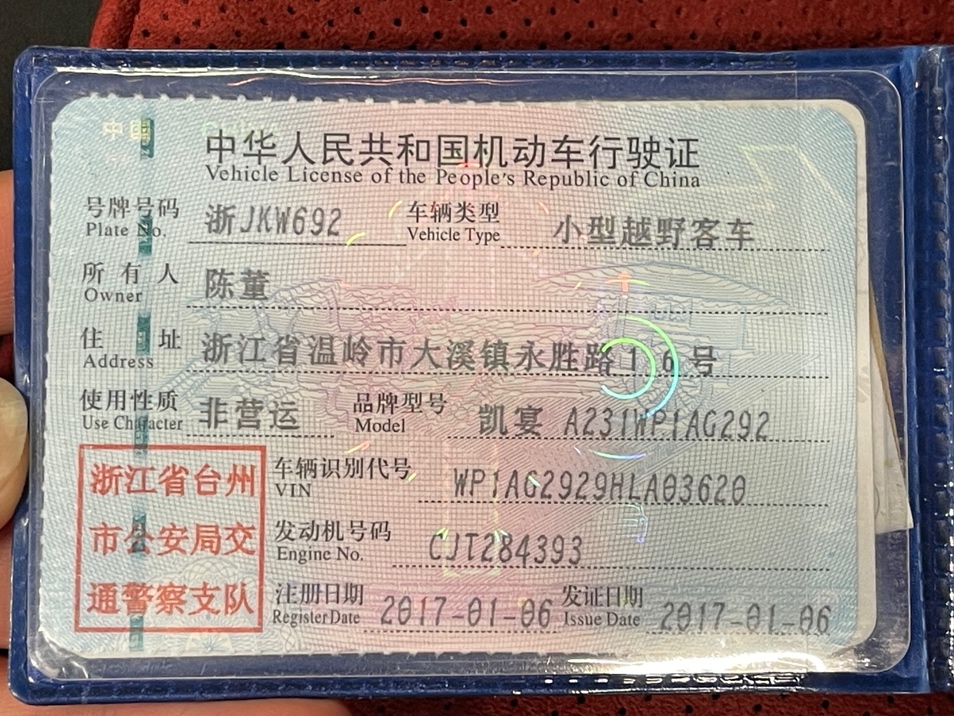 中国
中华人民共和国机动车行驶证
Vehicle License of the People's Republic of China
号牌号码 浙JKW692 车辆类型 小型越野客车
Plate No. Vehicle Type
所有人 陈董
Owner
住址 浙江省温岭市大溪镇永胜路16号
Address
使用性质 非营运 品牌型号 凯宴 A231WP1AG292
Use Character Model
浙江省台州
市公安局交
通警察支队
车辆识别代号 WP1AG2929HLA03620
VIN
发动机号码 CJT284393
Engine No.
注册日期 2017-01-06 发证日期 2017-01-06
Register Date Issue Date